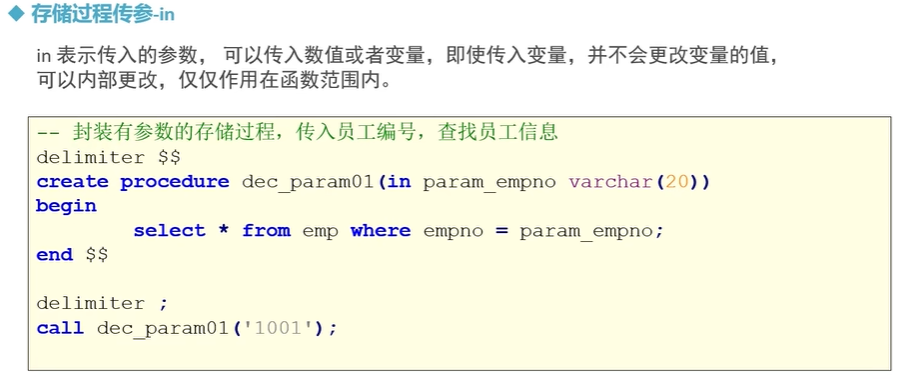 ◆ 存储过程传参-in
in 表示传入的参数， 可以传入数值或者变量，即使传入变量，并不会更改变量的值，
可以内部更改，仅仅作用在函数范围内。
-- 封装有参数的存储过程，传入员工编号，查找员工信息
delimiter $$
create procedure dec_param01(in param_empno varchar(20))
begin
        select * from emp where empno = param_empno;
end $$

delimiter ;
call dec_param01('1001');